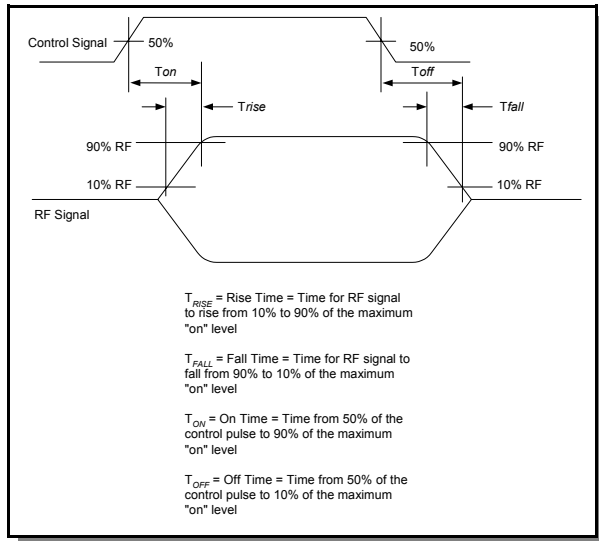 Control Signal
50%
50%
Ton
Toff
Trise
Tfall
90% RF
90% RF
10% RF
10% RF
RF Signal
TRISE = Rise Time = Time for RF signal
to rise from 10% to 90% of the maximum
"on" level
TFALL = Fall Time = Time for RF signal to
fall from 90% to 10% of the maximum
"on" level
TON = On Time = Time from 50% of the
control pulse to 90% of the maximum
"on" level
TOFF = Off Time = Time from 50% of the
control pulse to 10% of the maximum
"on" level